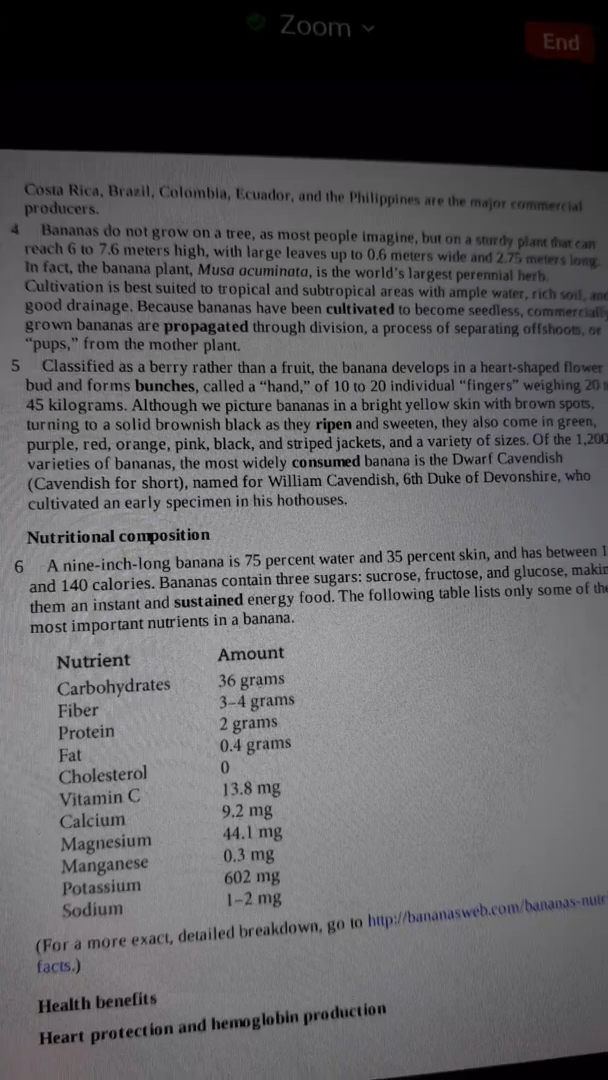 Zoom
End
Costa Rica, Brazil, Colombia, Ecuador, and the Philippines are the major commercial
producers.
4 Bananas do not grow on a tree, as most people imagine, but on a sturdy plant that can
reach 6 to 7.6 meters high, with large leaves up to 0.6 meters wide and 2.75 meters long.
In fact, the banana plant, Musa acuminata, is the world's largest perennial herb.
Cultivation is best suited to tropical and subtropical areas with ample water, rich soil, and
good drainage. Because bananas have been cultivated to become seedless, commercially
grown bananas are propagated through division, a process of separating offshoots, or
"pups," from the mother plant.
5 Classified as a berry rather than a fruit, the banana develops in a heart-shaped flower
bud and forms bunches, called a "hand," of 10 to 20 individual "fingers" weighing 20
45 kilograms. Although we picture bananas in a bright yellow skin with brown spots,
turning to a solid brownish black as they ripen and sweeten, they also come in green,
purple, red, orange, pink, black, and striped jackets, and a variety of sizes. Of the 1,200
varieties of bananas, the most widely consumed banana is the Dwarf Cavendish
(Cavendish for short), named for William Cavendish, 6th Duke of Devonshire, who
cultivated an early specimen in his hothouses.
Nutritional composition
6 A nine-inch-long banana is 75 percent water and 35 percent skin, and has between
and 140 calories. Bananas contain three sugars: sucrose, fructose, and glucose, makin
them an instant and sustained energy food. The following table lists only some of the
most important nutrients in a banana.
Nutrient Amount
Carbohydrates 36 grams
Fiber 3–4 grams
Protein 2 grams
Fat 0.4 grams
Cholesterol 0
Vitamin C 13.8 mg
Calcium 9.2 mg
Magnesium 44.1 mg
Manganese 0.3 mg
Potassium 602 mg
Sodium 1–2 mg
(For a more exact, detailed breakdown, go to http://bananasweb.com/bananas-nutr
facts.)
Health benefits
Heart protection and hemoglobin production